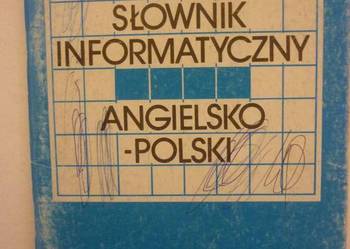 SŁOWNIK
INFORMATYCZNY
ANGIELSKO
-POLSKI